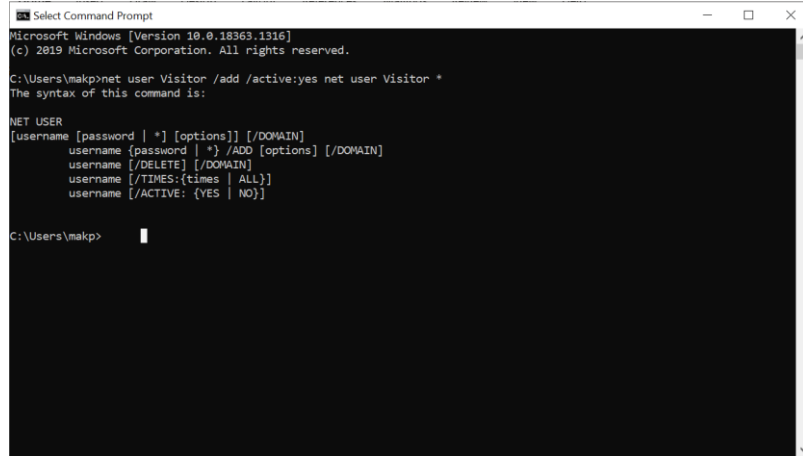 Select Command Prompt
Microsoft Windows [Version 10.0.18363.1316]
(c) 2019 Microsoft Corporation. All rights reserved.
C:\Users\makp>net user Visitor /add /active:yes net user Visitor *
The syntax of this command is:
NET USER
[username [password | *] [options]] [/DOMAIN]
username {password | *} /ADD [options] [/DOMAIN]
username [/DELETE] [/DOMAIN]
username [/TIMES:{times | ALL}]
username [/ACTIVE: {YES | NO}]
C:\Users\makp>